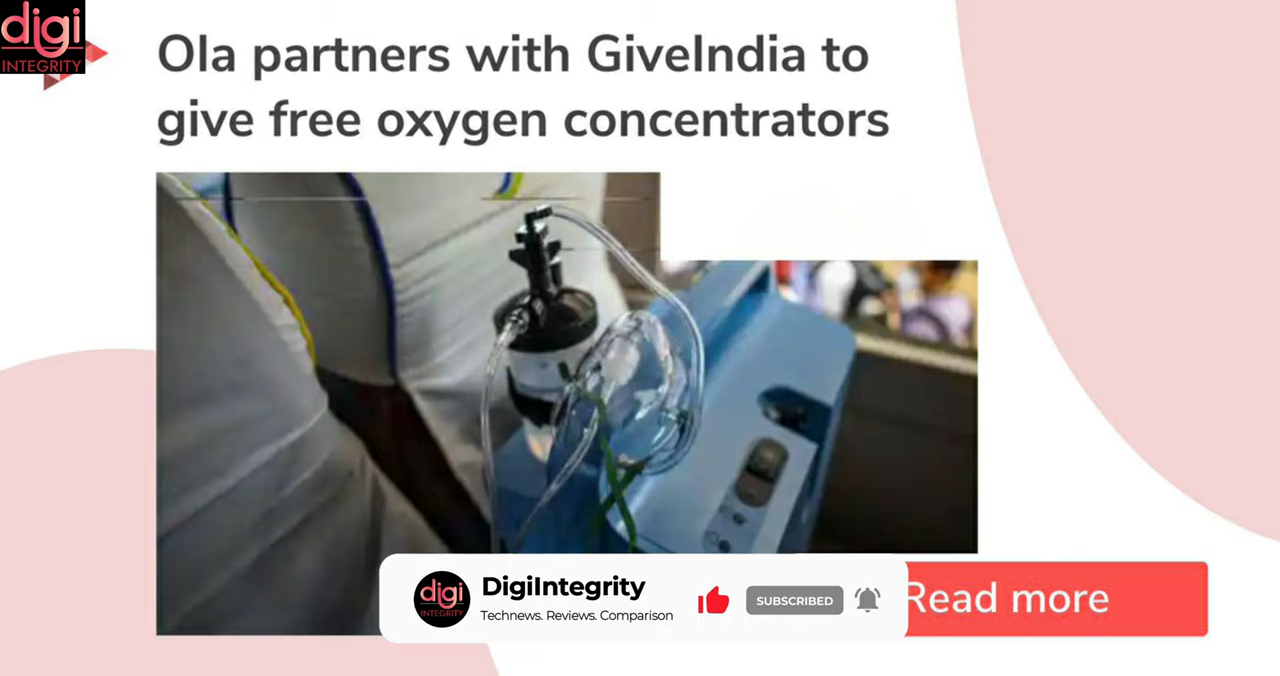 digi
INTEGRITY
Ola partners with GiveIndia to
give free oxygen concentrators
digi
INTEGRITY
DigiIntegrity
Technews. Reviews. Comparison
SUBSCRIBED
Read more